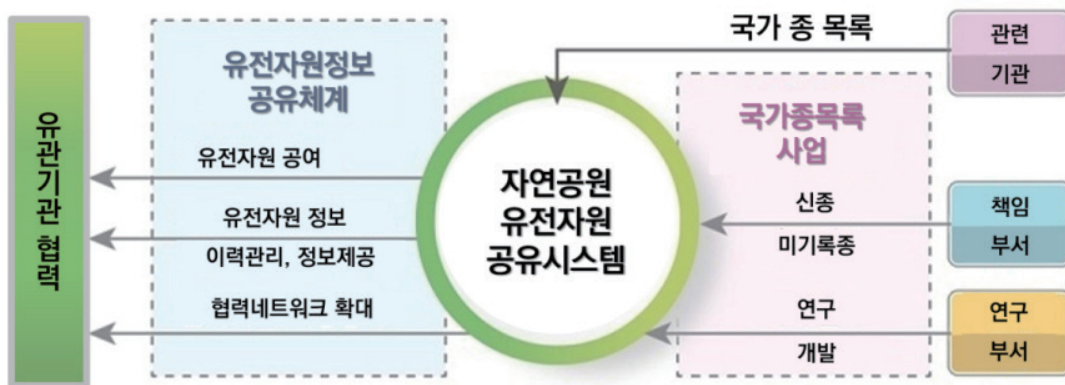 유관기관 협력
유전자원정보
공유체계
유전자원 공여
유전자원 정보
이력관리, 정보제공
협력네트워크 확대
자연공원
유전자원
공유시스템
국가 종 목록
국가종목록
사업
신종
미기록종
연구
개발
관련
기관
책임
부서
연구
부서